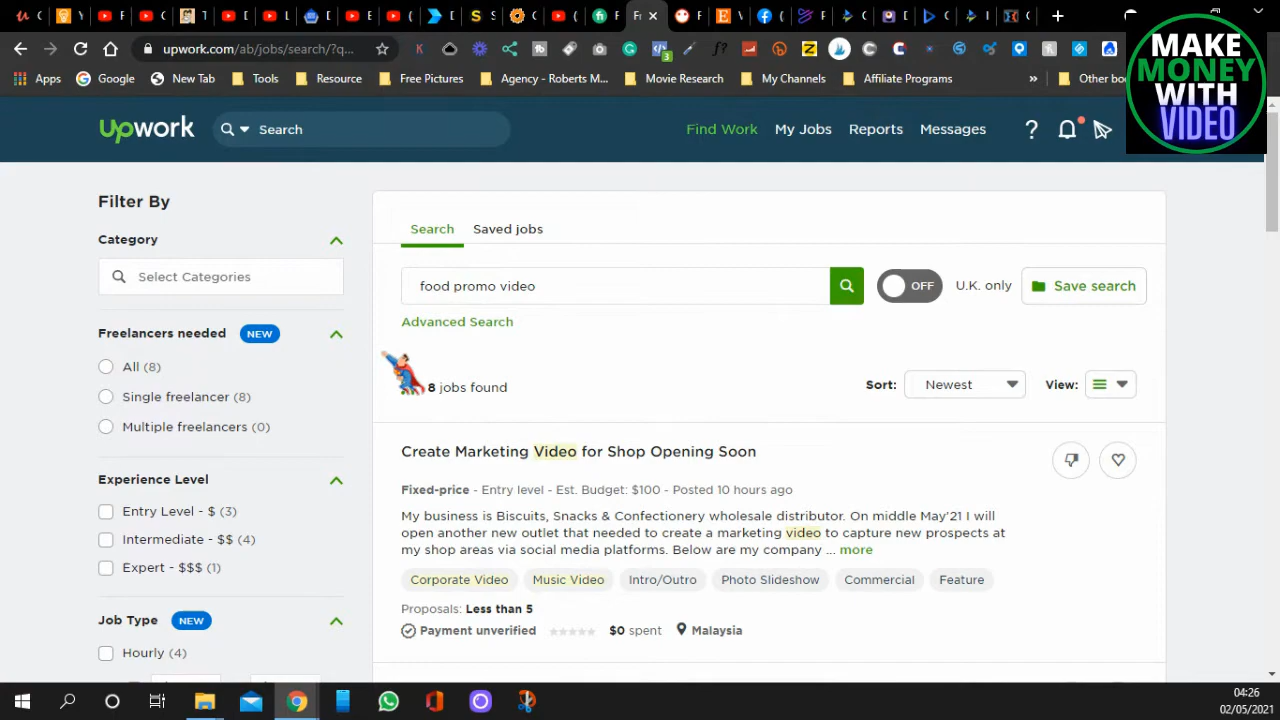 upwork.com/ab/jobs/search/?q...
Apps
Google
New Tab
Tools
Resource
Free Pictures
Agency - Roberts M...
Movie Research
My Channels
Affiliate Programs
»
Other boo
MAKE
MONEY
WITH
VIDEO
upwork
Search
Find Work
My Jobs
Reports
Messages
?
Filter By
Category
Select Categories
Freelancers needed NEW
All (8)
Single freelancer (8)
Multiple freelancers (0)
Experience Level
Entry Level - $ (3)
Intermediate - $$ (4)
Expert - $$$ (1)
Job Type NEW
Hourly (4)
Search Saved jobs
food promo video
OFF U.K. only
Save search
Advanced Search
8 jobs found
Sort: Newest View:
Create Marketing Video for Shop Opening Soon
Fixed-price - Entry level - Est. Budget: $100 - Posted 10 hours ago
My business is Biscuits, Snacks & Confectionery wholesale distributor. On middle May'21 I will
open another new outlet that needed to create a marketing video to capture new prospects at
my shop areas via social media platforms. Below are my company ... more
Corporate Video Music Video Intro/Outro Photo Slideshow Commercial Feature
Proposals: Less than 5
Payment unverified $0 spent Malaysia
04:26
02/05/2021